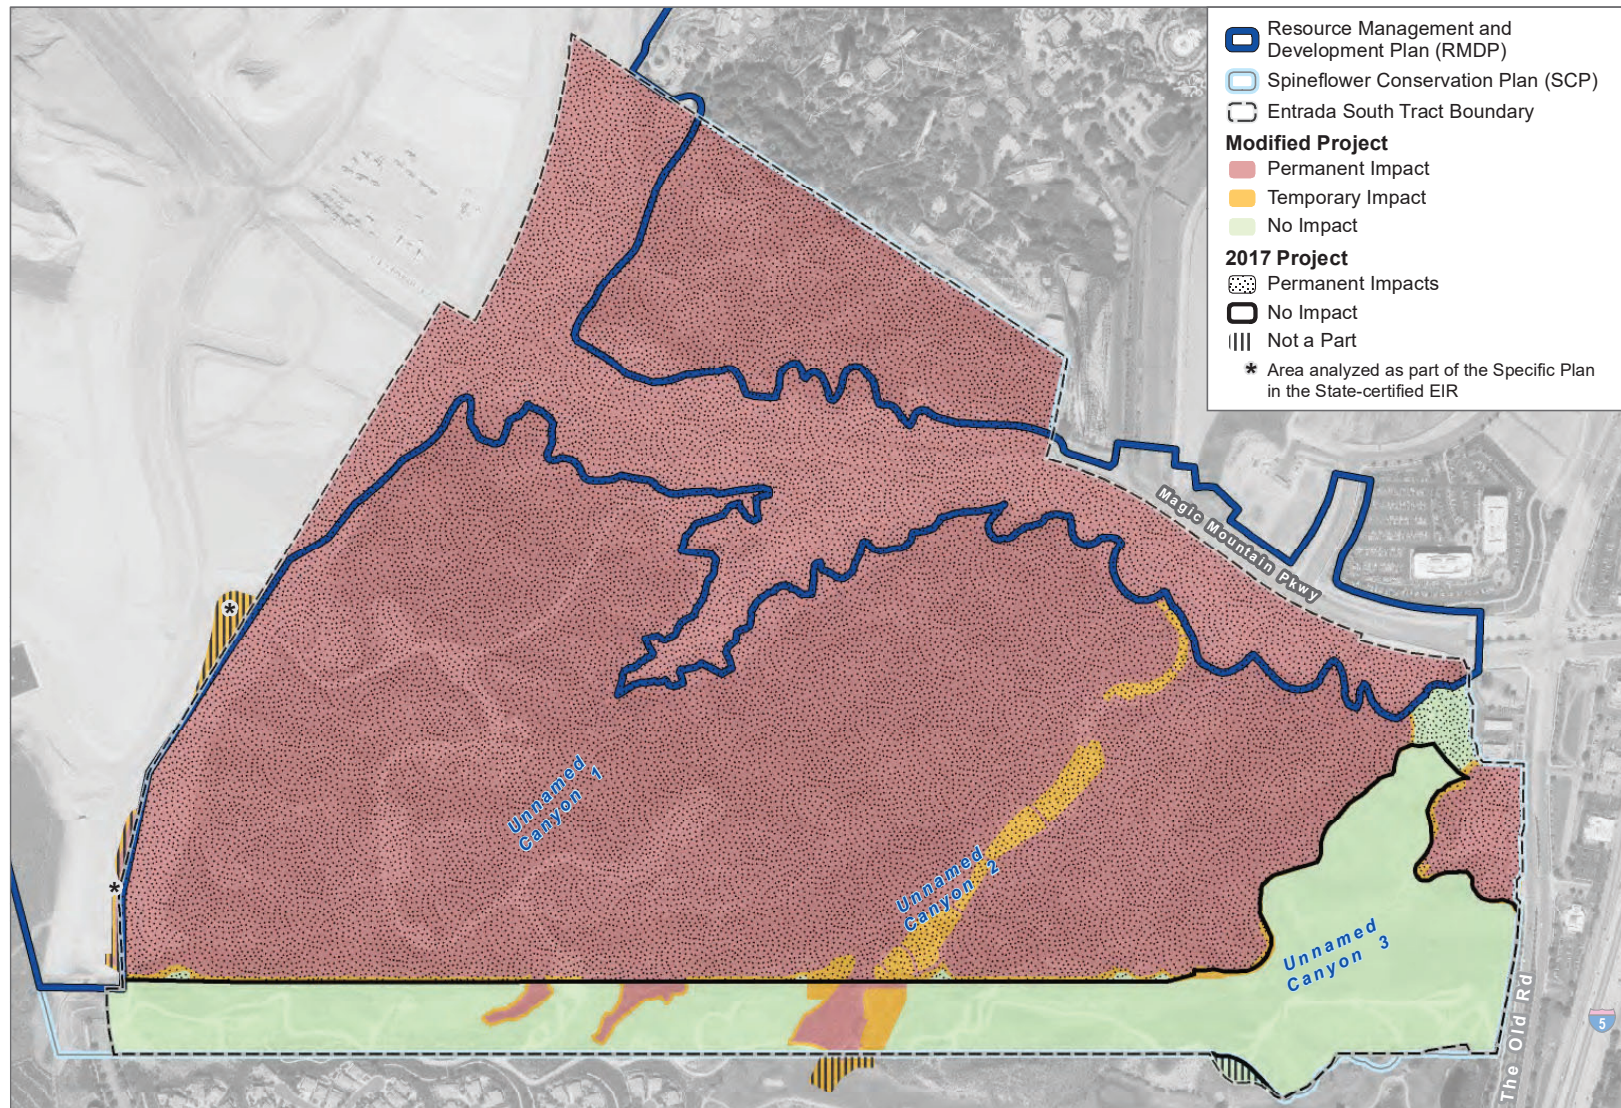 Resource Management and
Development Plan (RMDP)
Spineflower Conservation Plan (SCP)
Entrada South Tract Boundary
Modified Project
Permanent Impact
Temporary Impact
No Impact
2017 Project
Permanent Impacts
No Impact
Not a Part
* Area analyzed as part of the Specific Plan
in the State-certified EIR
Magic Mountain Pkwy
*
Unnamed
Canyon 1
Unnamed
Canyon 2
*
Unnamed
Canyon 3
The Old Rd
5